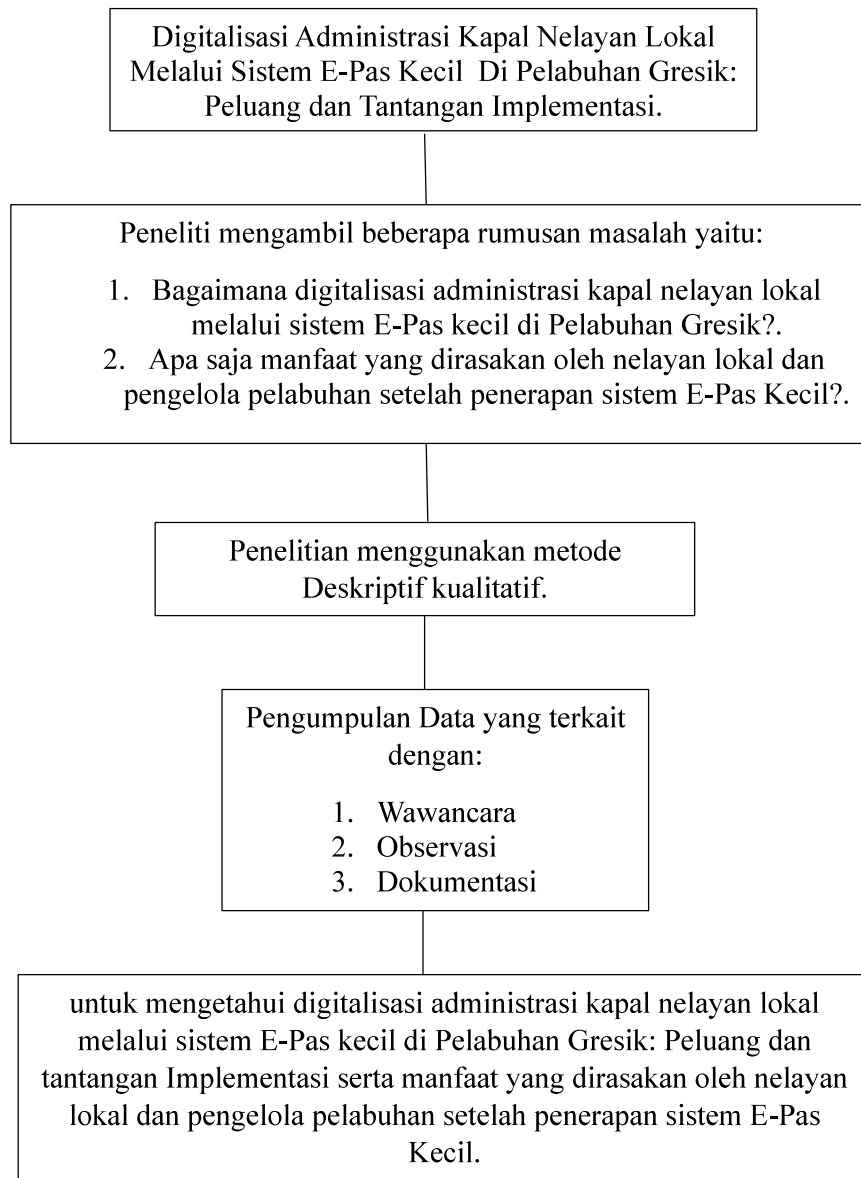 Digitalisasi Administrasi Kapal Nelayan Lokal
Melalui Sistem E-Pas Kecil Di Pelabuhan Gresik:
Peluang dan Tantangan Implementasi.
Peneliti mengambil beberapa rumusan masalah yaitu:
1. Bagaimana digitalisasi administrasi kapal nelayan lokal
melalui sistem E-Pas kecil di Pelabuhan Gresik?.
2. Apa saja manfaat yang dirasakan oleh nelayan lokal dan
pengelola pelabuhan setelah penerapan sistem E-Pas Kecil?.
Penelitian menggunakan metode
Deskriptif kualitatif.
Pengumpulan Data yang terkait
dengan:
1. Wawancara
2. Observasi
3. Dokumentasi
untuk mengetahui digitalisasi administrasi kapal nelayan lokal
melalui sistem E-Pas kecil di Pelabuhan Gresik: Peluang dan
tantangan Implementasi serta manfaat yang dirasakan oleh nelayan
lokal dan pengelola pelabuhan setelah penerapan sistem E-Pas
Kecil.